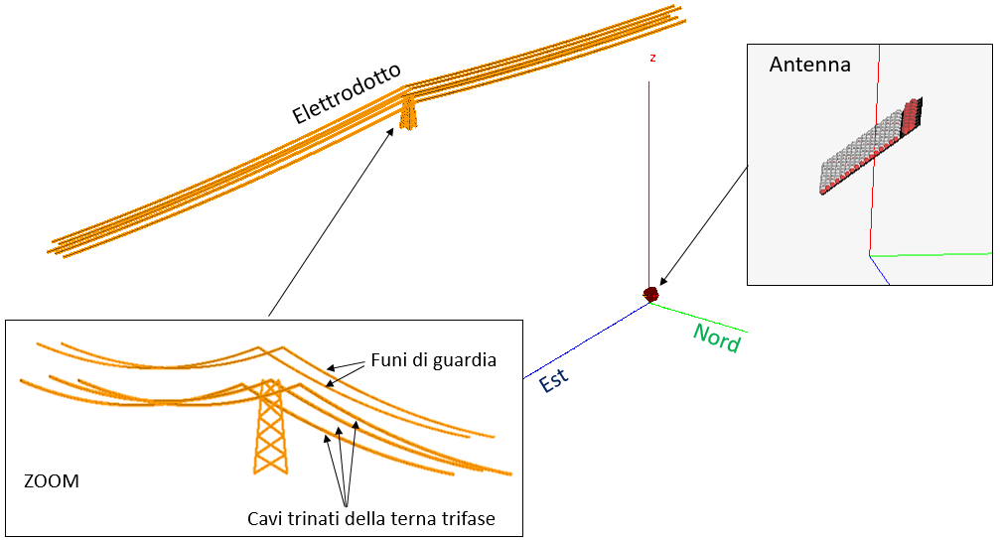 Elettrodotto
z
Antenna
Nord
Est
Funi di guardia
ZOOM
Cavi trinati della terna trifase